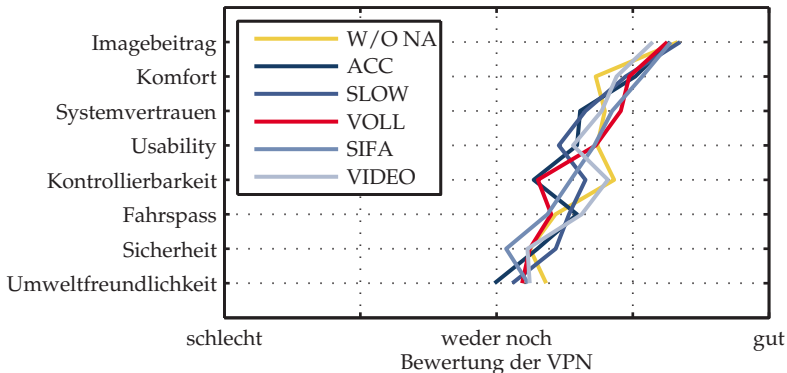 Imagebeitrag
Komfort
Systemvertrauen
Usability
Kontrollierbarkeit
Fahrspass
Sicherheit
Umweltfreundlichkeit
W/O NA
ACC
SLOW
VOLL
SIFA
VIDEO
schlecht weder noch gut
Bewertung der VPN